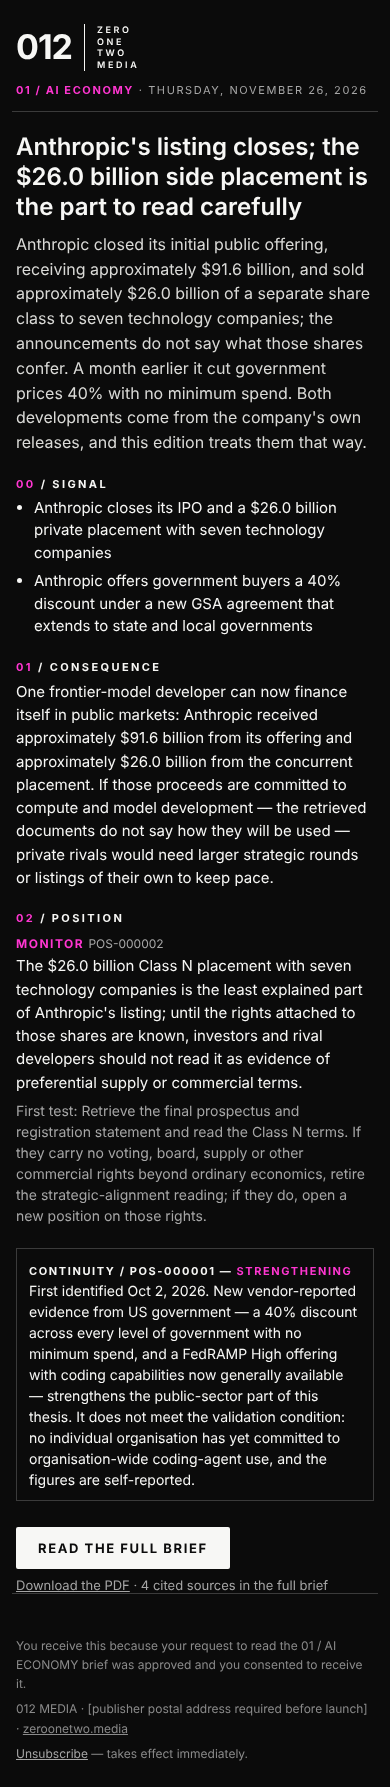 012
ZERO
ONE
TWO
MEDIA
01 / AI ECONOMY · THURSDAY, NOVEMBER 26, 2026
Anthropic's listing closes; the
$26.0 billion side placement is
the part to read carefully
Anthropic closed its initial public offering,
receiving approximately $91.6 billion, and sold
approximately $26.0 billion of a separate share
class to seven technology companies; the
announcements do not say what those shares
confer. A month earlier it cut government
prices 40% with no minimum spend. Both
developments come from the company's own
releases, and this edition treats them that way.
00 / SIGNAL
• Anthropic closes its IPO and a $26.0 billion
private placement with seven technology
companies
• Anthropic offers government buyers a 40%
discount under a new GSA agreement that
extends to state and local governments
01 / CONSEQUENCE
One frontier-model developer can now finance
itself in public markets: Anthropic received
approximately $91.6 billion from its offering and
approximately $26.0 billion from the concurrent
placement. If those proceeds are committed to
compute and model development — the retrieved
documents do not say how they will be used —
private rivals would need larger strategic rounds
or listings of their own to keep pace.
02 / POSITION
MONITOR POS-000002
The $26.0 billion Class N placement with seven
technology companies is the least explained part
of Anthropic's listing; until the rights attached to
those shares are known, investors and rival
developers should not read it as evidence of
preferential supply or commercial terms.
First test: Retrieve the final prospectus and
registration statement and read the Class N terms. If
they carry no voting, board, supply or other
commercial rights beyond ordinary economics, retire
the strategic-alignment reading; if they do, open a
new position on those rights.
CONTINUITY / POS-000001 — STRENGTHENING
First identified Oct 2, 2026. New vendor-reported
evidence from US government — a 40% discount
across every level of government with no
minimum spend, and a FedRAMP High offering
with coding capabilities now generally available
— strengthens the public-sector part of this
thesis. It does not meet the validation condition:
no individual organisation has yet committed to
organisation-wide coding-agent use, and the
figures are self-reported.
READ THE FULL BRIEF
Download the PDF · 4 cited sources in the full brief
You receive this because your request to read the 01 / AI
ECONOMY brief was approved and you consented to receive
it.
012 MEDIA · [publisher postal address required before launch]
· zeroonetwo.media
Unsubscribe — takes effect immediately.